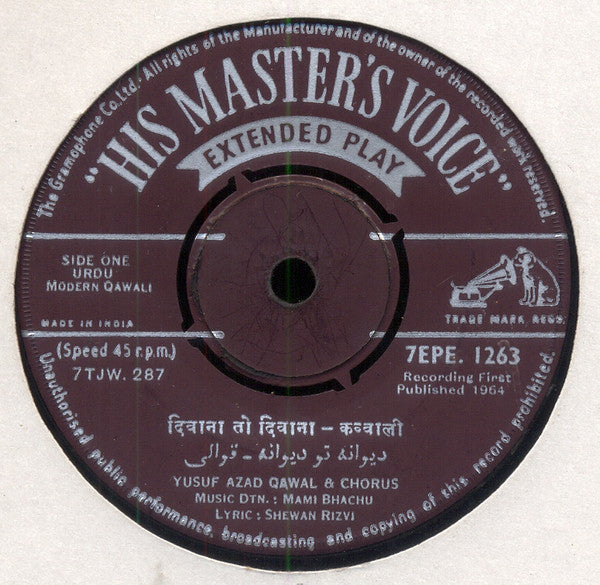 The Gramophone Co. Ltd. All rights of the Manufacturer and of the owner of the recorded work reserved.
"HIS MASTER'S VOICE"
EXTENDED PLAY
SIDE ONE
URDU
MODERN QAWALI
MADE IN INDIA
TRADE MARK REGD.
(Speed 45 r.p.m.)
7TJW. 287
7EPE. 1263
Recording First
Published 1964
दिवाना तो दिवाना – कव्वाली
دیوانہ تو دیوانہ - قوالی
YUSUF AZAD QAWAL & CHORUS
MUSIC DTN. : MAMI BHACHU
LYRIC : SHEWAN RIZVI
Unauthorised public performance, broadcasting and copying of this record prohibited.